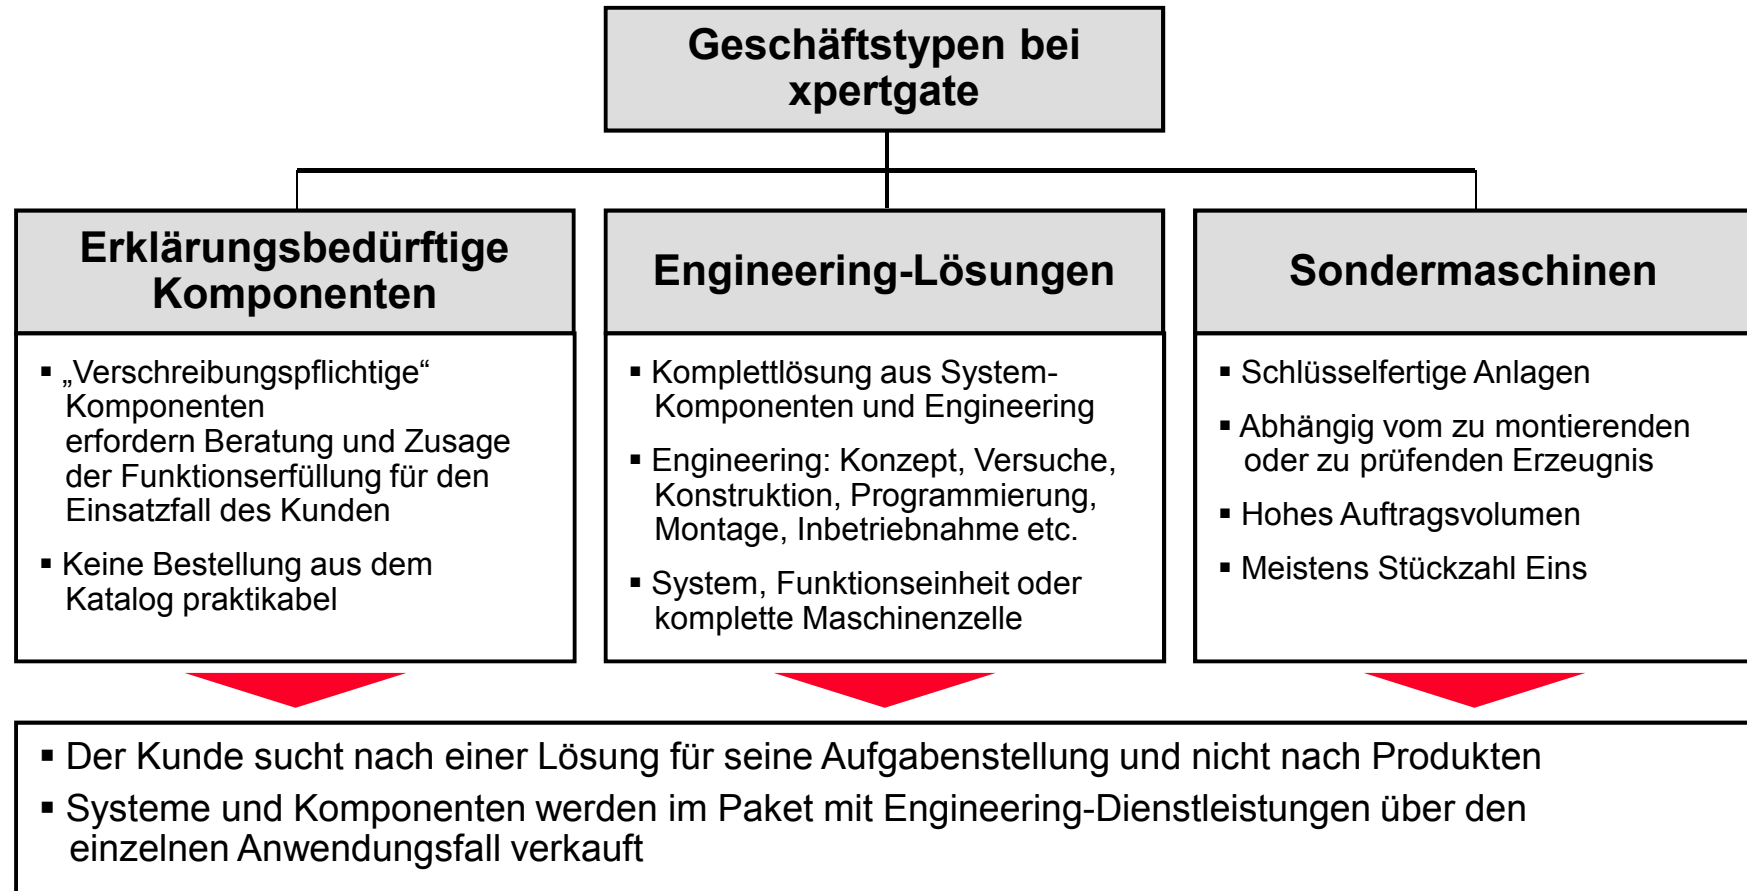 Geschäftstypen bei
xpertgate
Erklärungsbedürftige
Komponenten
▪ „Verschreibungspflichtige“
Komponenten
erfordern Beratung und Zusage
der Funktionserfüllung für den
Einsatzfall des Kunden
▪ Keine Bestellung aus dem
Katalog praktikabel
Engineering-Lösungen
▪ Komplettlösung aus System-
Komponenten und Engineering
▪ Engineering: Konzept, Versuche,
Konstruktion, Programmierung,
Montage, Inbetriebnahme etc.
▪ System, Funktionseinheit oder
komplette Maschinenzelle
Sondermaschinen
▪ Schlüsselfertige Anlagen
▪ Abhängig vom zu montierenden
oder zu prüfenden Erzeugnis
▪ Hohes Auftragsvolumen
▪ Meistens Stückzahl Eins
▪ Der Kunde sucht nach einer Lösung für seine Aufgabenstellung und nicht nach Produkten
▪ Systeme und Komponenten werden im Paket mit Engineering-Dienstleistungen über den
einzelnen Anwendungsfall verkauft